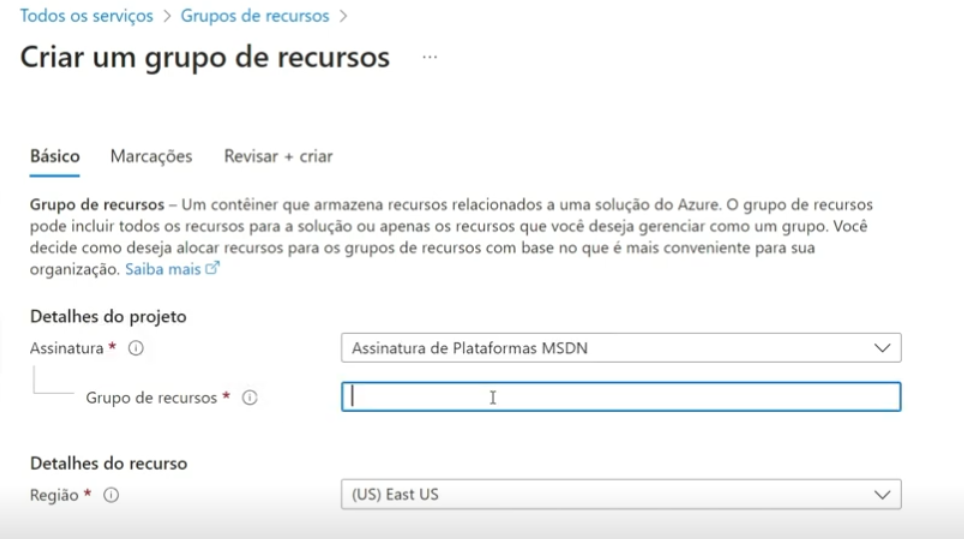 Todos os serviços > Grupos de recursos >
Criar um grupo de recursos ...
Básico Marcações Revisar + criar
Grupo de recursos – Um contêiner que armazena recursos relacionados a uma solução do Azure. O grupo de recursos
pode incluir todos os recursos para a solução ou apenas os recursos que você deseja gerenciar como um grupo. Você
decide como deseja alocar recursos para os grupos de recursos com base no que é mais conveniente para sua
organização. Saiba mais
Detalhes do projeto
Assinatura * Assinatura de Plataformas MSDN
Grupo de recursos *
Detalhes do recurso
Região * (US) East US